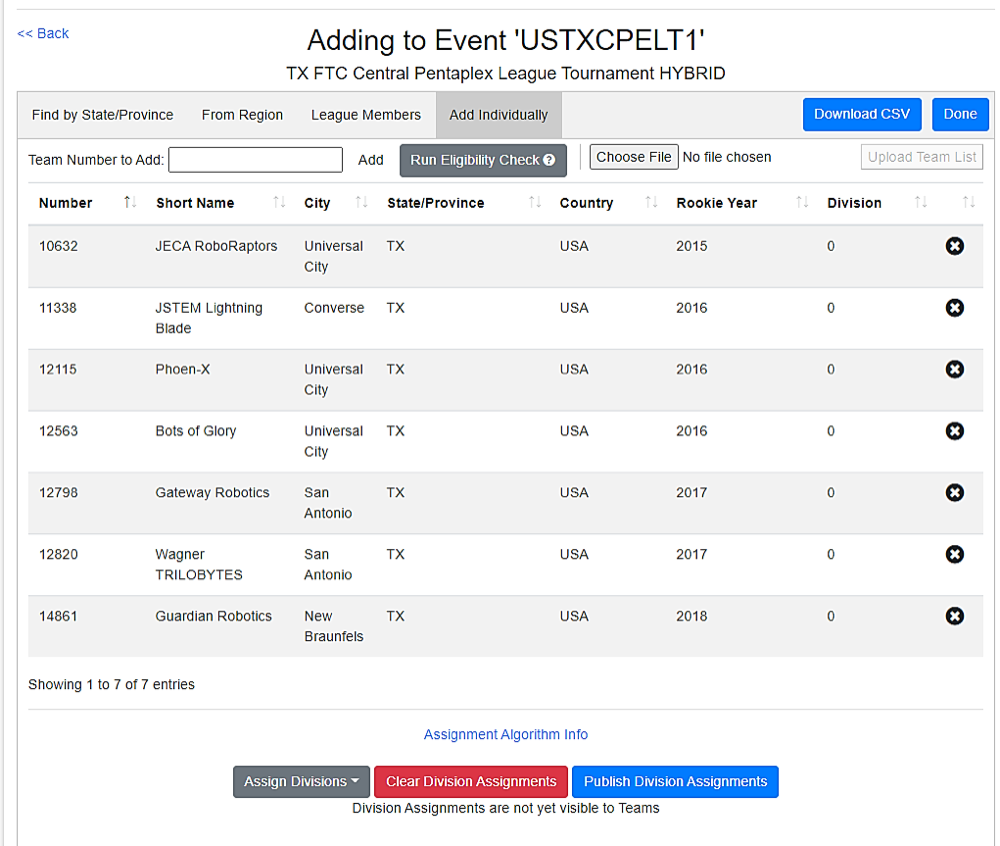 << Back
Adding to Event 'USTXCPELT1'
TX FTC Central Pentaplex League Tournament HYBRID
Find by State/Province From Region League Members Add Individually Download CSV Done
Team Number to Add: Add Run Eligibility Check ? Choose File No file chosen Upload Team List
Number Short Name City State/Province Country Rookie Year Division
10632 JECA RoboRaptors Universal TX USA 2015 0
City
11338 JSTEM Lightning Converse TX USA 2016 0
Blade
12115 Phoen-X Universal TX USA 2016 0
City
12563 Bots of Glory Universal TX USA 2016 0
City
12798 Gateway Robotics San TX USA 2017 0
Antonio
12820 Wagner San TX USA 2017 0
TRILOBYTES Antonio
14861 Guardian Robotics New TX USA 2018 0
Braunfels
Showing 1 to 7 of 7 entries
Assignment Algorithm Info
Assign Divisions Clear Division Assignments Publish Division Assignments
Division Assignments are not yet visible to Teams